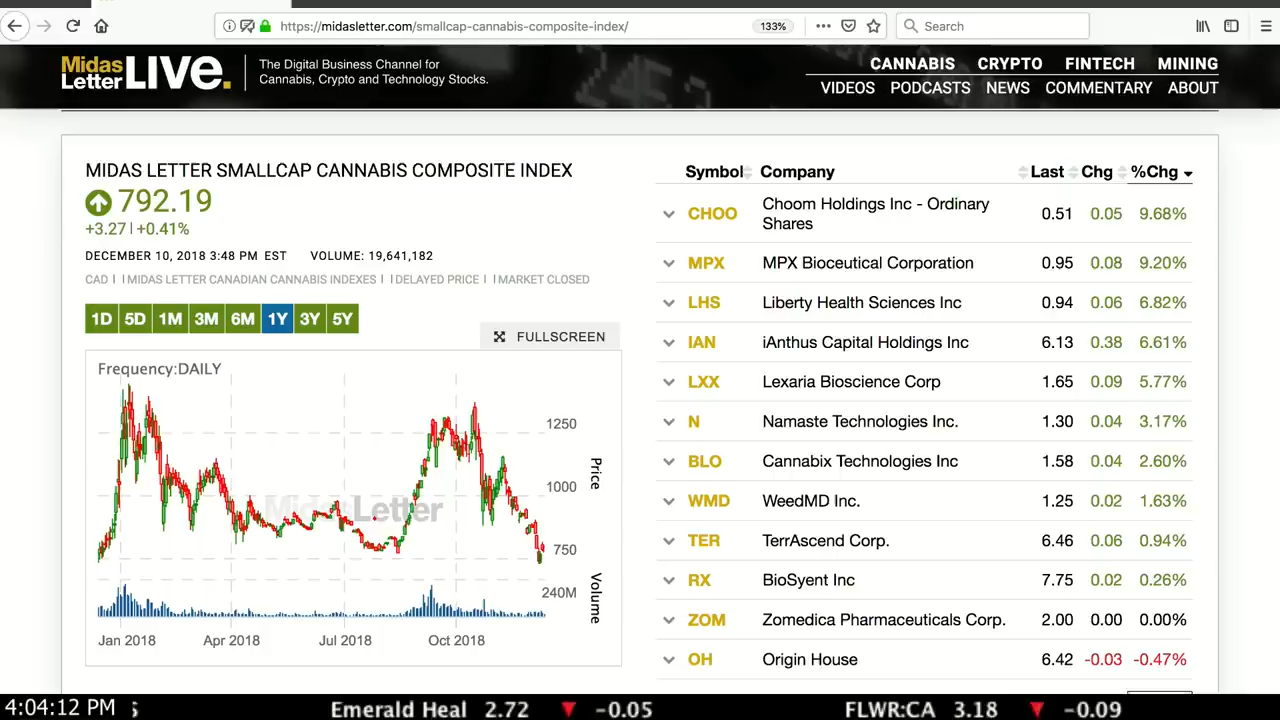 https://midasletter.com/smallcap-cannabis-composite-index/
133%
Search
Midas Letter LIVE.
The Digital Business Channel for
Cannabis, Crypto and Technology Stocks.
CANNABIS CRYPTO FINTECH MINING
VIDEOS PODCASTS NEWS COMMENTARY ABOUT
MIDAS LETTER SMALLCAP CANNABIS COMPOSITE INDEX
792.19
+3.27 | +0.41%
DECEMBER 10, 2018 3:48 PM EST VOLUME: 19,641,182
CAD | MIDAS LETTER CANADIAN CANNABIS INDEXES | DELAYED PRICE | MARKET CLOSED
1D 5D 1M 3M 6M 1Y 3Y 5Y
FULLSCREEN
Frequency:DAILY
1250
1000
750
Price
MidasLetter
240M
Volume
Jan 2018 Apr 2018 Jul 2018 Oct 2018
Symbol Company Last Chg %Chg
CHOO Choom Holdings Inc - Ordinary Shares 0.51 0.05 9.68%
MPX MPX Bioceutical Corporation 0.95 0.08 9.20%
LHS Liberty Health Sciences Inc 0.94 0.06 6.82%
IAN iAnthus Capital Holdings Inc 6.13 0.38 6.61%
LXX Lexaria Bioscience Corp 1.65 0.09 5.77%
N Namaste Technologies Inc. 1.30 0.04 3.17%
BLO Cannabix Technologies Inc 1.58 0.04 2.60%
WMD WeedMD Inc. 1.25 0.02 1.63%
TER TerrAscend Corp. 6.46 0.06 0.94%
RX BioSyent Inc 7.75 0.02 0.26%
ZOM Zomedica Pharmaceuticals Corp. 2.00 0.00 0.00%
OH Origin House 6.42 -0.03 -0.47%
4:04:12 PM Emerald Heal 2.72 -0.05 FLWR:CA 3.18 -0.09